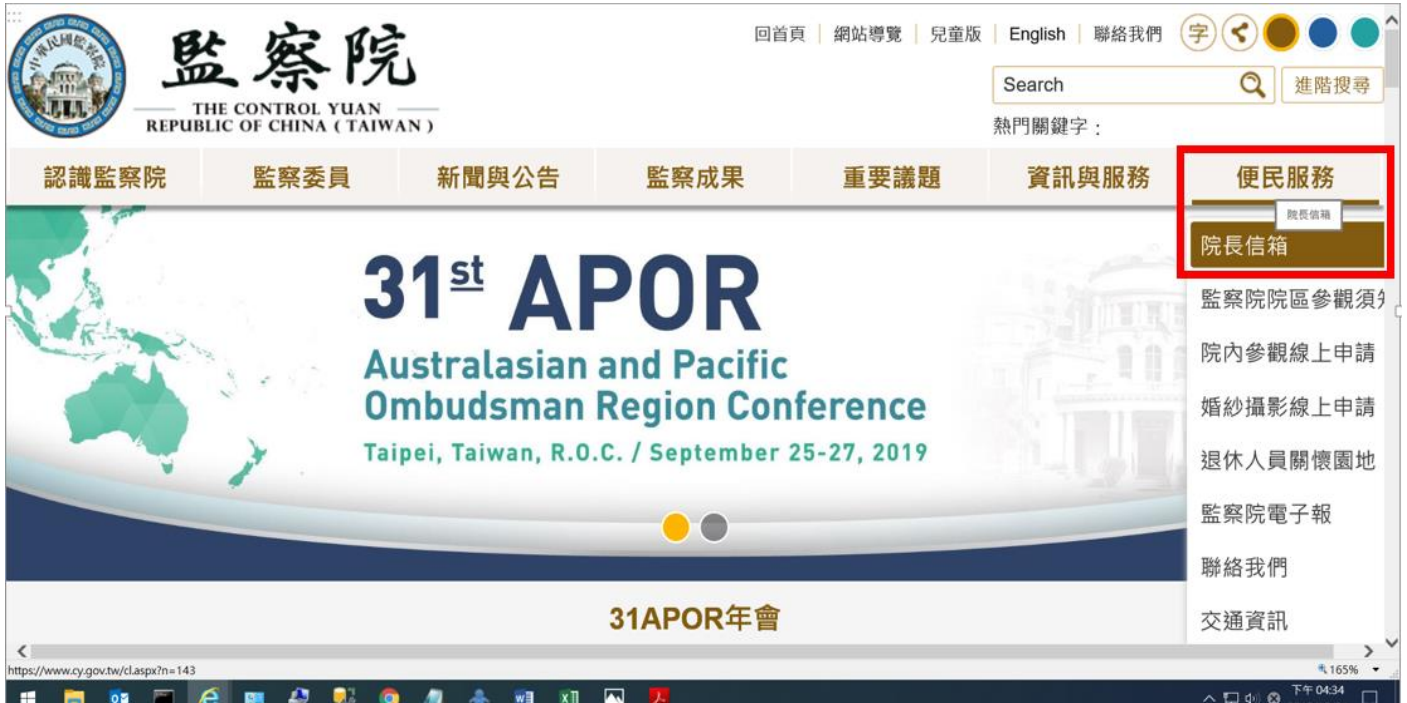 回首頁 網站導覽 兒童版 English 聯絡我們 字
監察院
THE CONTROL YUAN
REPUBLIC OF CHINA ( TAIWAN )
Search 進階搜尋
熱門關鍵字：
認識監察院 監察委員 新聞與公告 監察成果 重要議題 資訊與服務 便民服務
院長信箱
院長信箱
監察院院區參觀須
院內參觀線上申請
婚紗攝影線上申請
退休人員關懷園地
監察院電子報
聯絡我們
交通資訊
31st APOR
Australasian and Pacific
Ombudsman Region Conference
Taipei, Taiwan, R.O.C. / September 25-27, 2019
31APOR年會
https://www.cy.gov.tw/cl.aspx?n=143
165%
下午 04:34